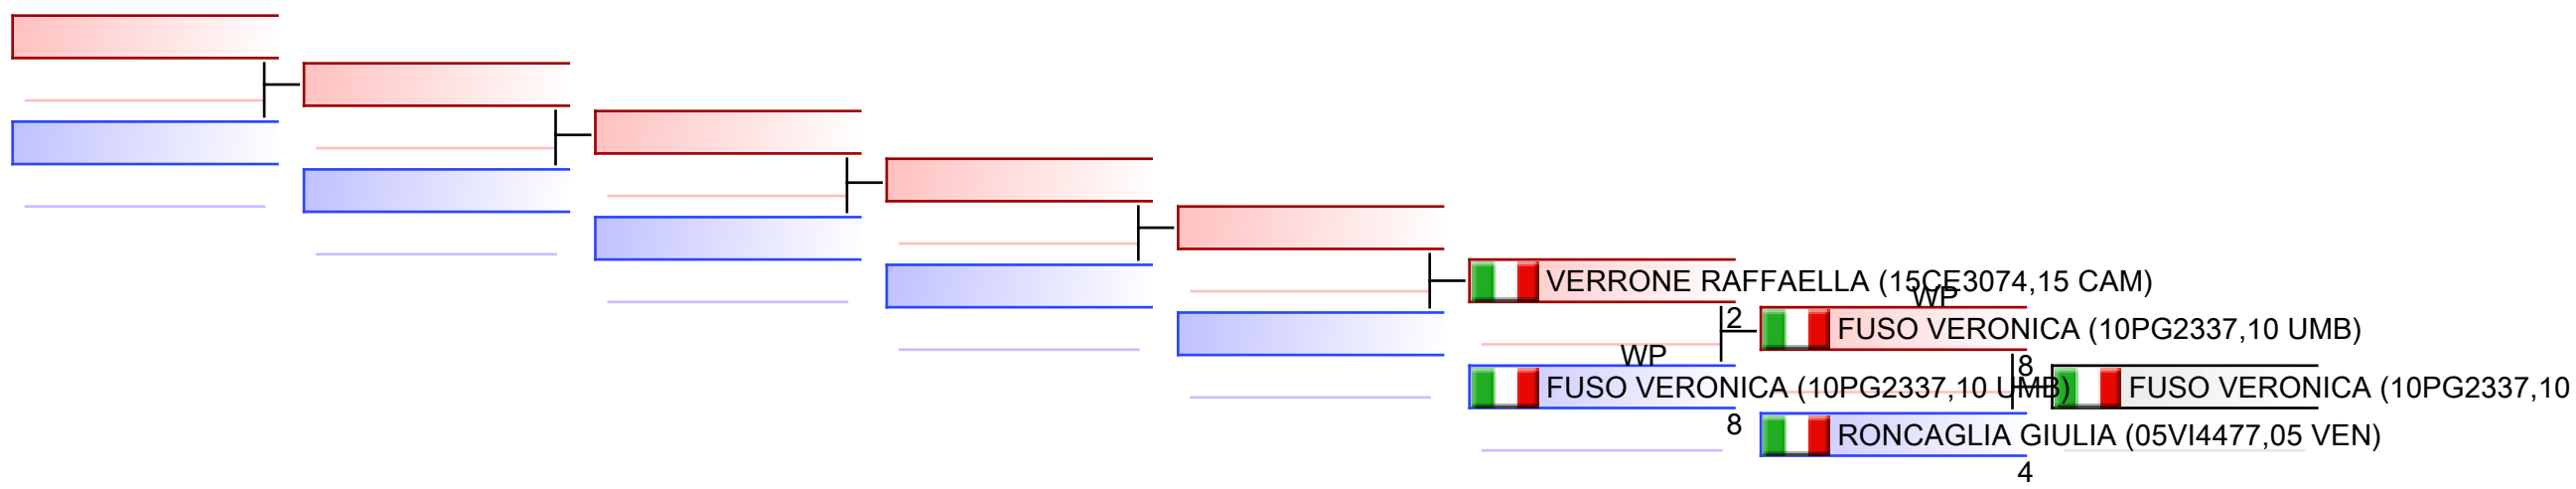 VERRONE RAFFAELLA (15CE3074,15 CAM)
WP
2
FUSO VERONICA (10PG2337,10 UMB)
WP
8
FUSO VERONICA (10PG2337,10 UMB)
FUSO VERONICA (10PG2337,10
8
RONCAGLIA GIULIA (05VI4477,05 VEN)
4